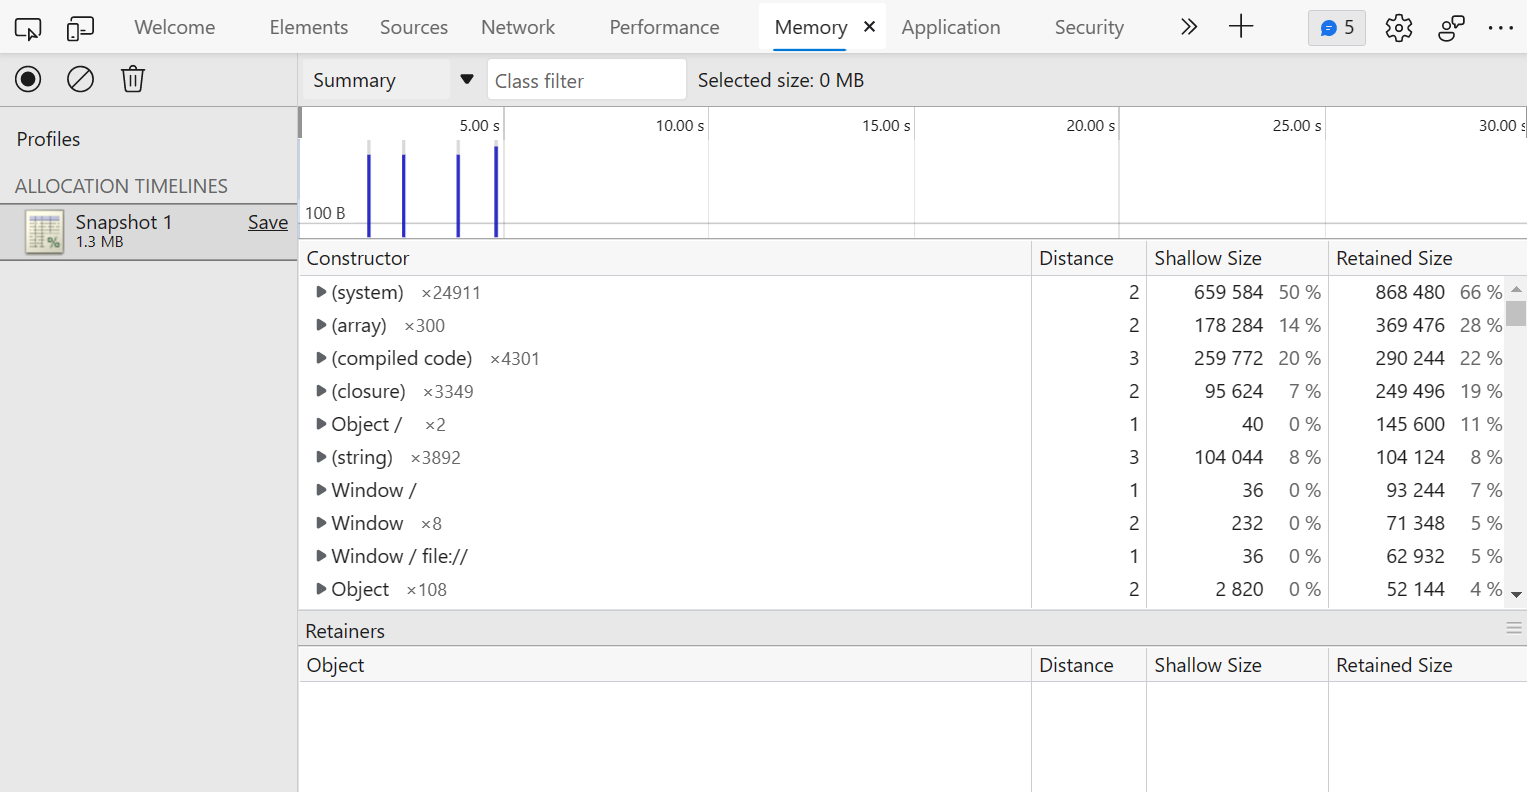 Welcome Elements Sources Network Performance Memory × Application Security 5
Summary Class filter Selected size: 0 MB
Profiles
ALLOCATION TIMELINES
Snapshot 1 Save
1.3 MB
5.00 s 10.00 s 15.00 s 20.00 s 25.00 s 30.00 s
100 B
Constructor Distance Shallow Size Retained Size
(system) ×24911 2 659 584 50 % 868 480 66 %
(array) ×300 2 178 284 14 % 369 476 28 %
(compiled code) ×4301 3 259 772 20 % 290 244 22 %
(closure) ×3349 2 95 624 7 % 249 496 19 %
Object / ×2 1 40 0 % 145 600 11 %
(string) ×3892 3 104 044 8 % 104 124 8 %
Window / 1 36 0 % 93 244 7 %
Window ×8 2 232 0 % 71 348 5 %
Window / file:// 1 36 0 % 62 932 5 %
Object ×108 2 2 820 0 % 52 144 4 %
Retainers
Object Distance Shallow Size Retained Size